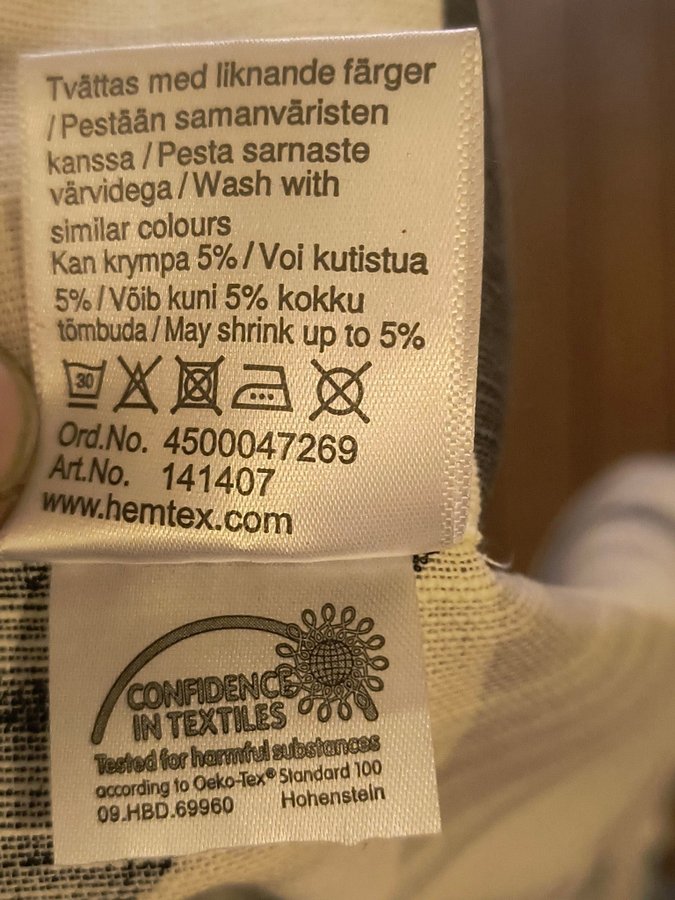 Tvättas med liknande färger
/Pestään samanväristen
kanssa / Pesta sarnaste
värvidega / Wash with
similar colours
Kan krympa 5% / Voi kutistua
5% / Võib kuni 5% kokku
tõmbuda / May shrink up to 5%
30
Ord.No. 4500047269
Art.No. 141407
www.hemtex.com
CONFIDENCE
IN TEXTILES
Tested for harmful substances
according to Oeko-Tex® Standard 100
09.HBD.69960 Hohenstein